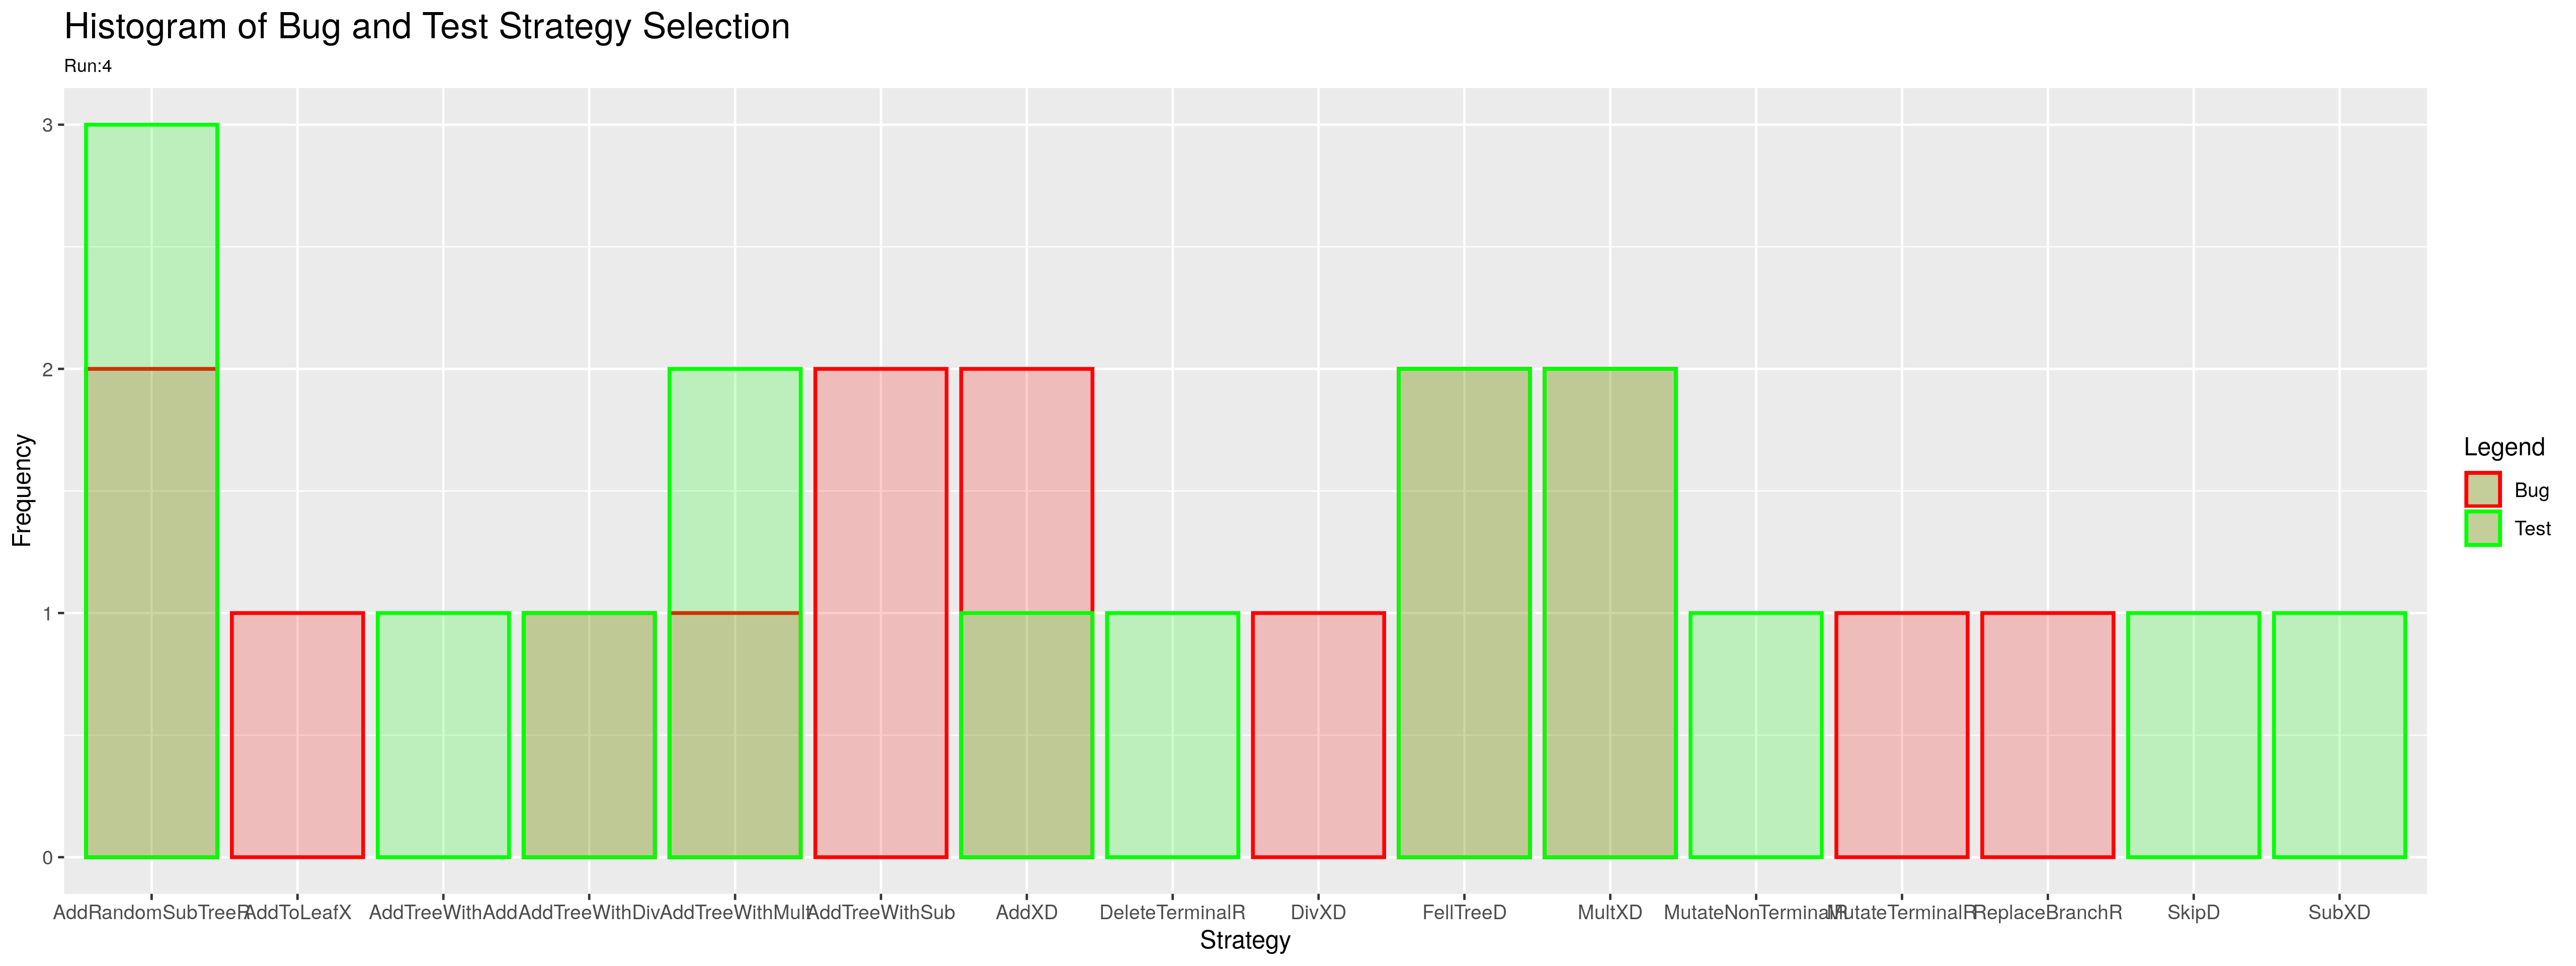 Histogram of Bug and Test Strategy Selection
Run:4
Frequency
3
2
1
0
AddRandomSubTreeR AddToLeafX AddTreeWithAdd AddTreeWithDiv AddTreeWithMult AddTreeWithSub AddXD DeleteTerminalR DivXD FellTreeD MultXD MutateNonTerminalR MutateTerminalR ReplaceBranchR SkipD SubXD
Strategy
Legend
Bug
Test